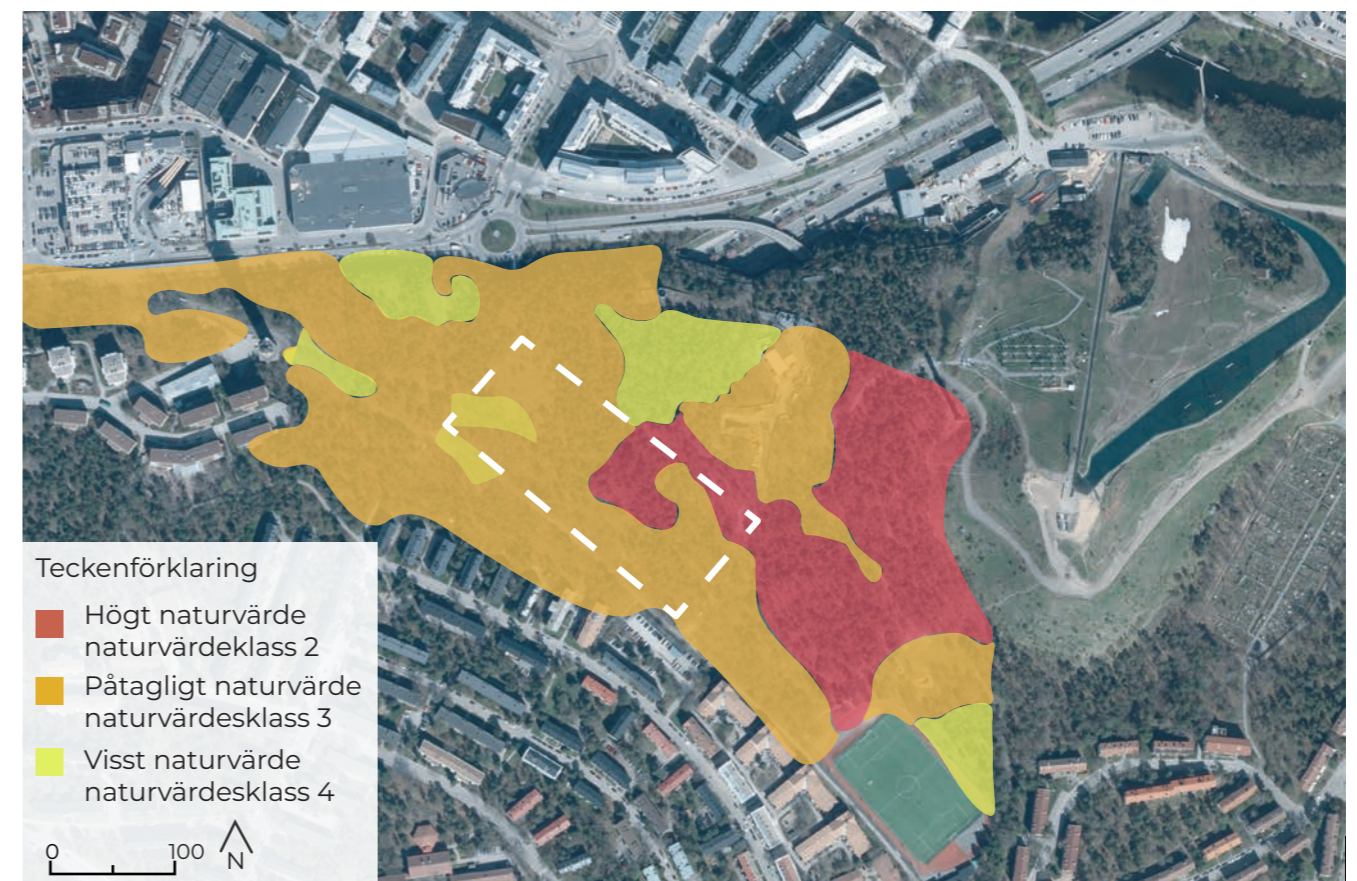 Teckenförklaring
Högt naturvärde
naturvärdeklass 2
Påtagligt naturvärde
naturvärdesklass 3
Visst naturvärde
naturvärdesklass 4
0 100 N